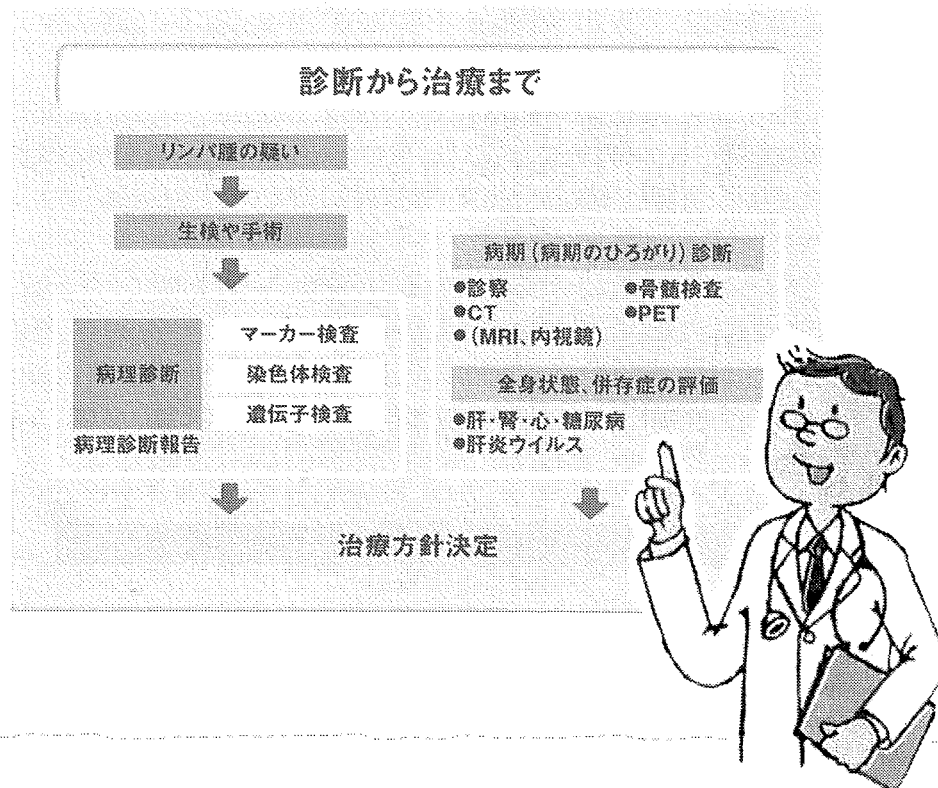 診断から治療まで
リンパ腫の疑い
生検や手術
病理診断
マーカー検査
染色体検査
遺伝子検査
病理診断報告
病期(病期のひろがり)診断
●診察 ●骨髄検査
●CT ●PET
●(MRI、内視鏡)
全身状態、併存症の評価
●肝・腎・心・糖尿病
●肝炎ウイルス
治療方針決定